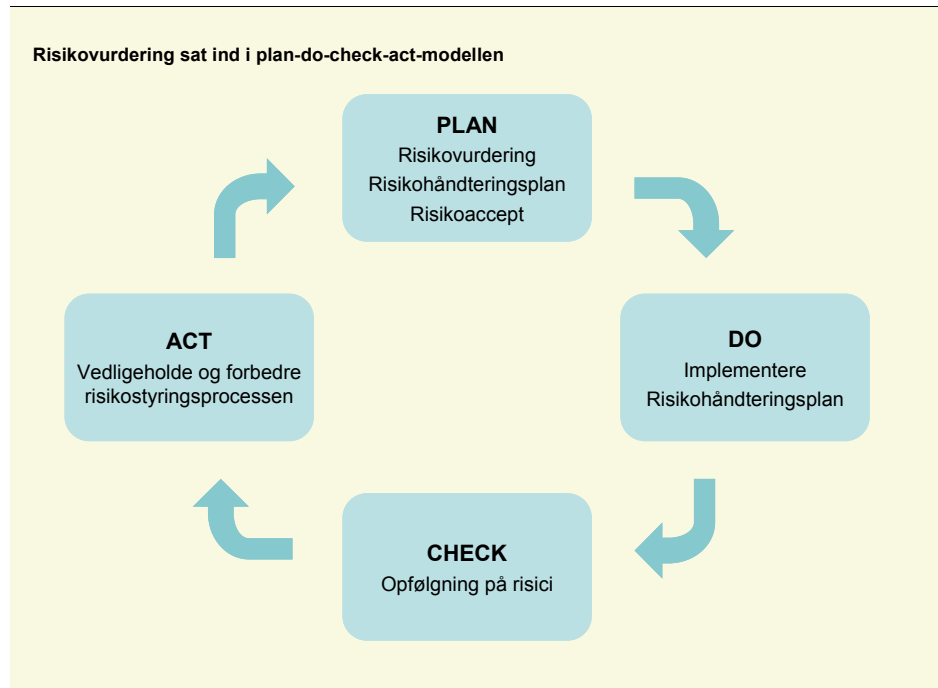 Risikovurdering sat ind i plan-do-check-act-modellen
PLAN
Risikovurdering
Risikohåndteringsplan
Risikoaccept
DO
Implementere
Risikohåndteringsplan
CHECK
Opfølgning på risici
ACT
Vedligeholde og forbedre
risikostyringsprocessen